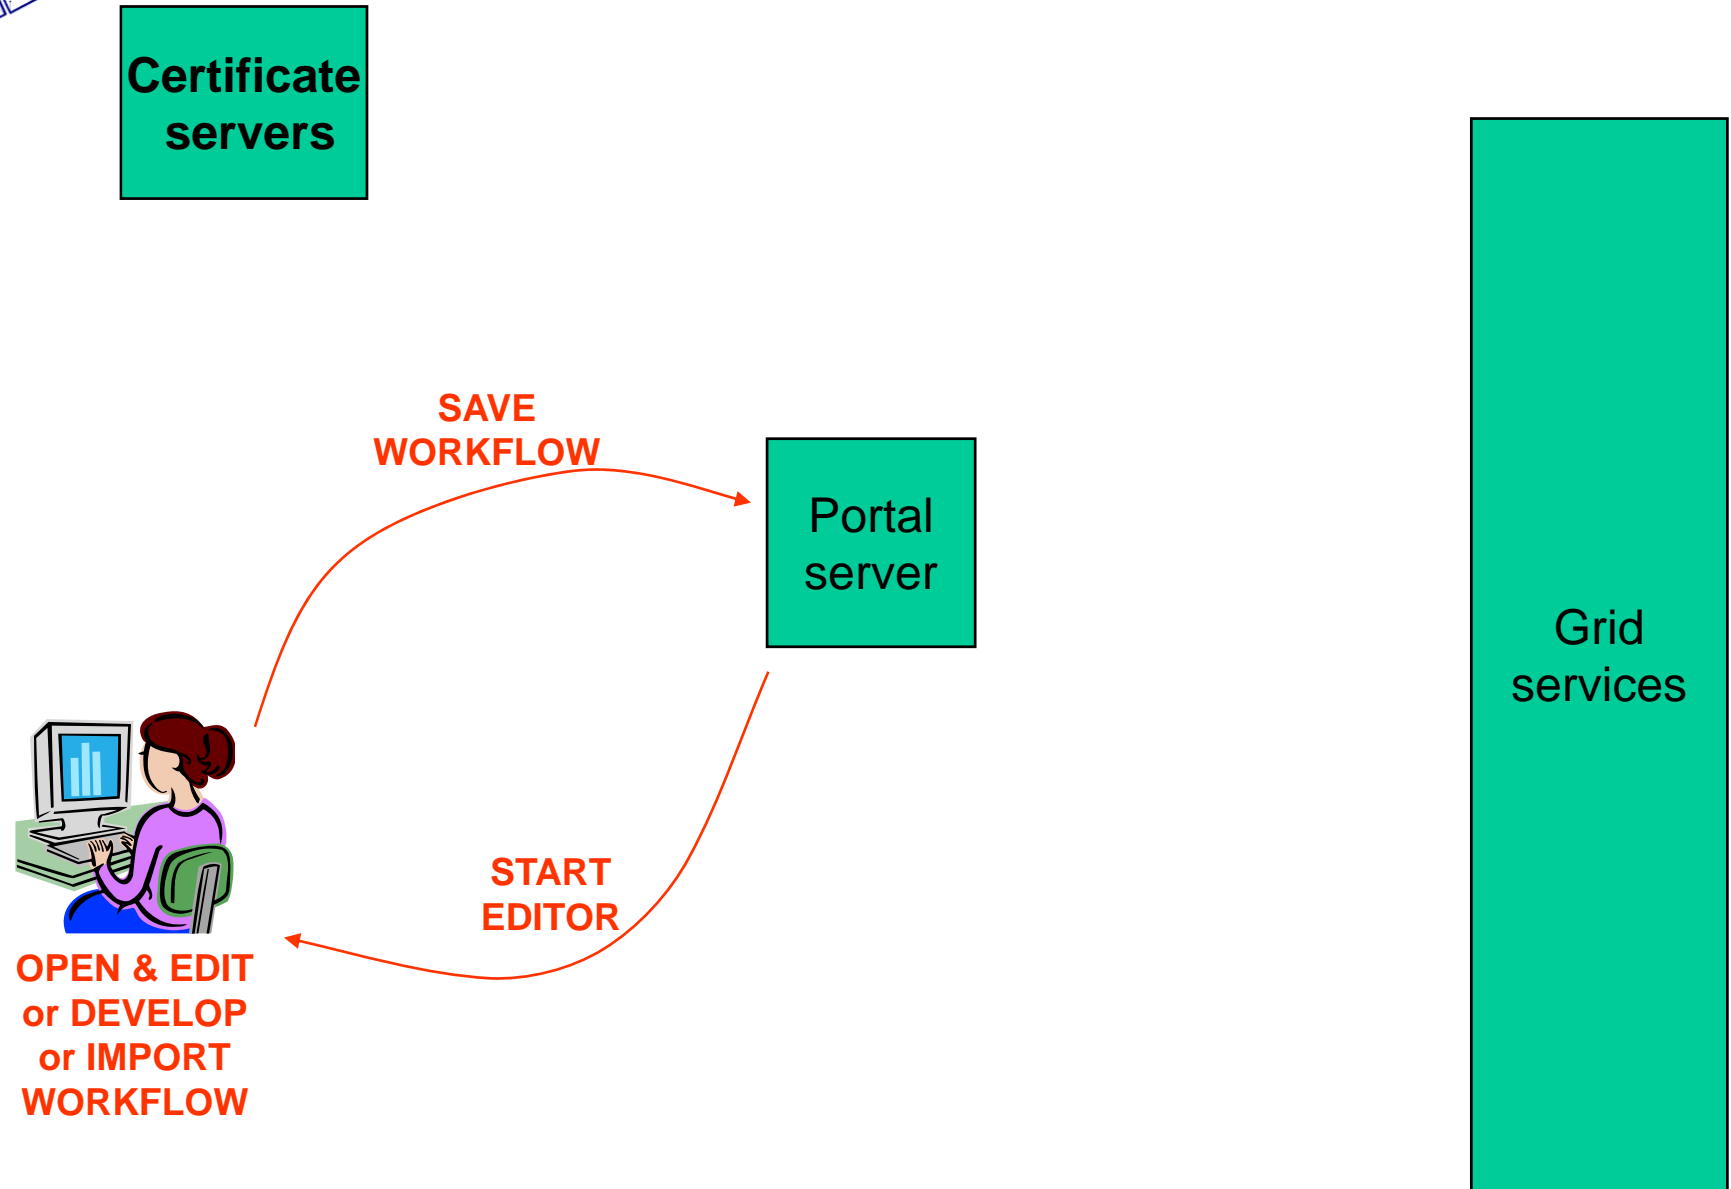 Certificate
servers
SAVE
WORKFLOW
Portal
server
Grid
services
START
EDITOR
OPEN & EDIT
or DEVELOP
or IMPORT
WORKFLOW